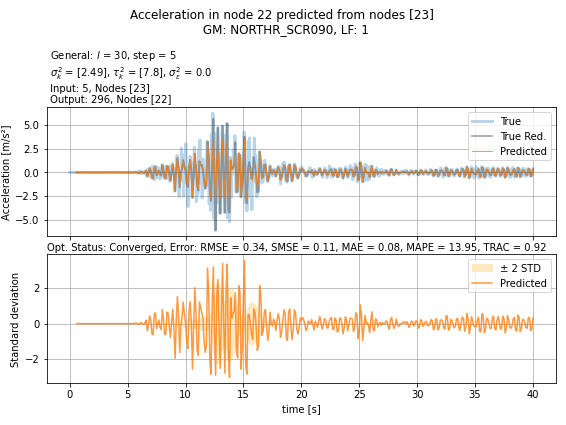 Acceleration in node 22 predicted from nodes [23]
GM: NORTHR_SCR090, LF: 1
General: l = 30, step = 5
σ_k² = [2.49], τ_k² = [7.8], σ_ε² = 0.0
Input: 5, Nodes [23]
Output: 296, Nodes [22]
Acceleration [m/s²]
5.0
2.5
0.0
−2.5
−5.0
True
True Red.
Predicted
Opt. Status: Converged, Error: RMSE = 0.34, SMSE = 0.11, MAE = 0.08, MAPE = 13.95, TRAC = 0.92
Standard deviation
2
0
−2
± 2 STD
Predicted
0 5 10 15 20 25 30 35 40
time [s]